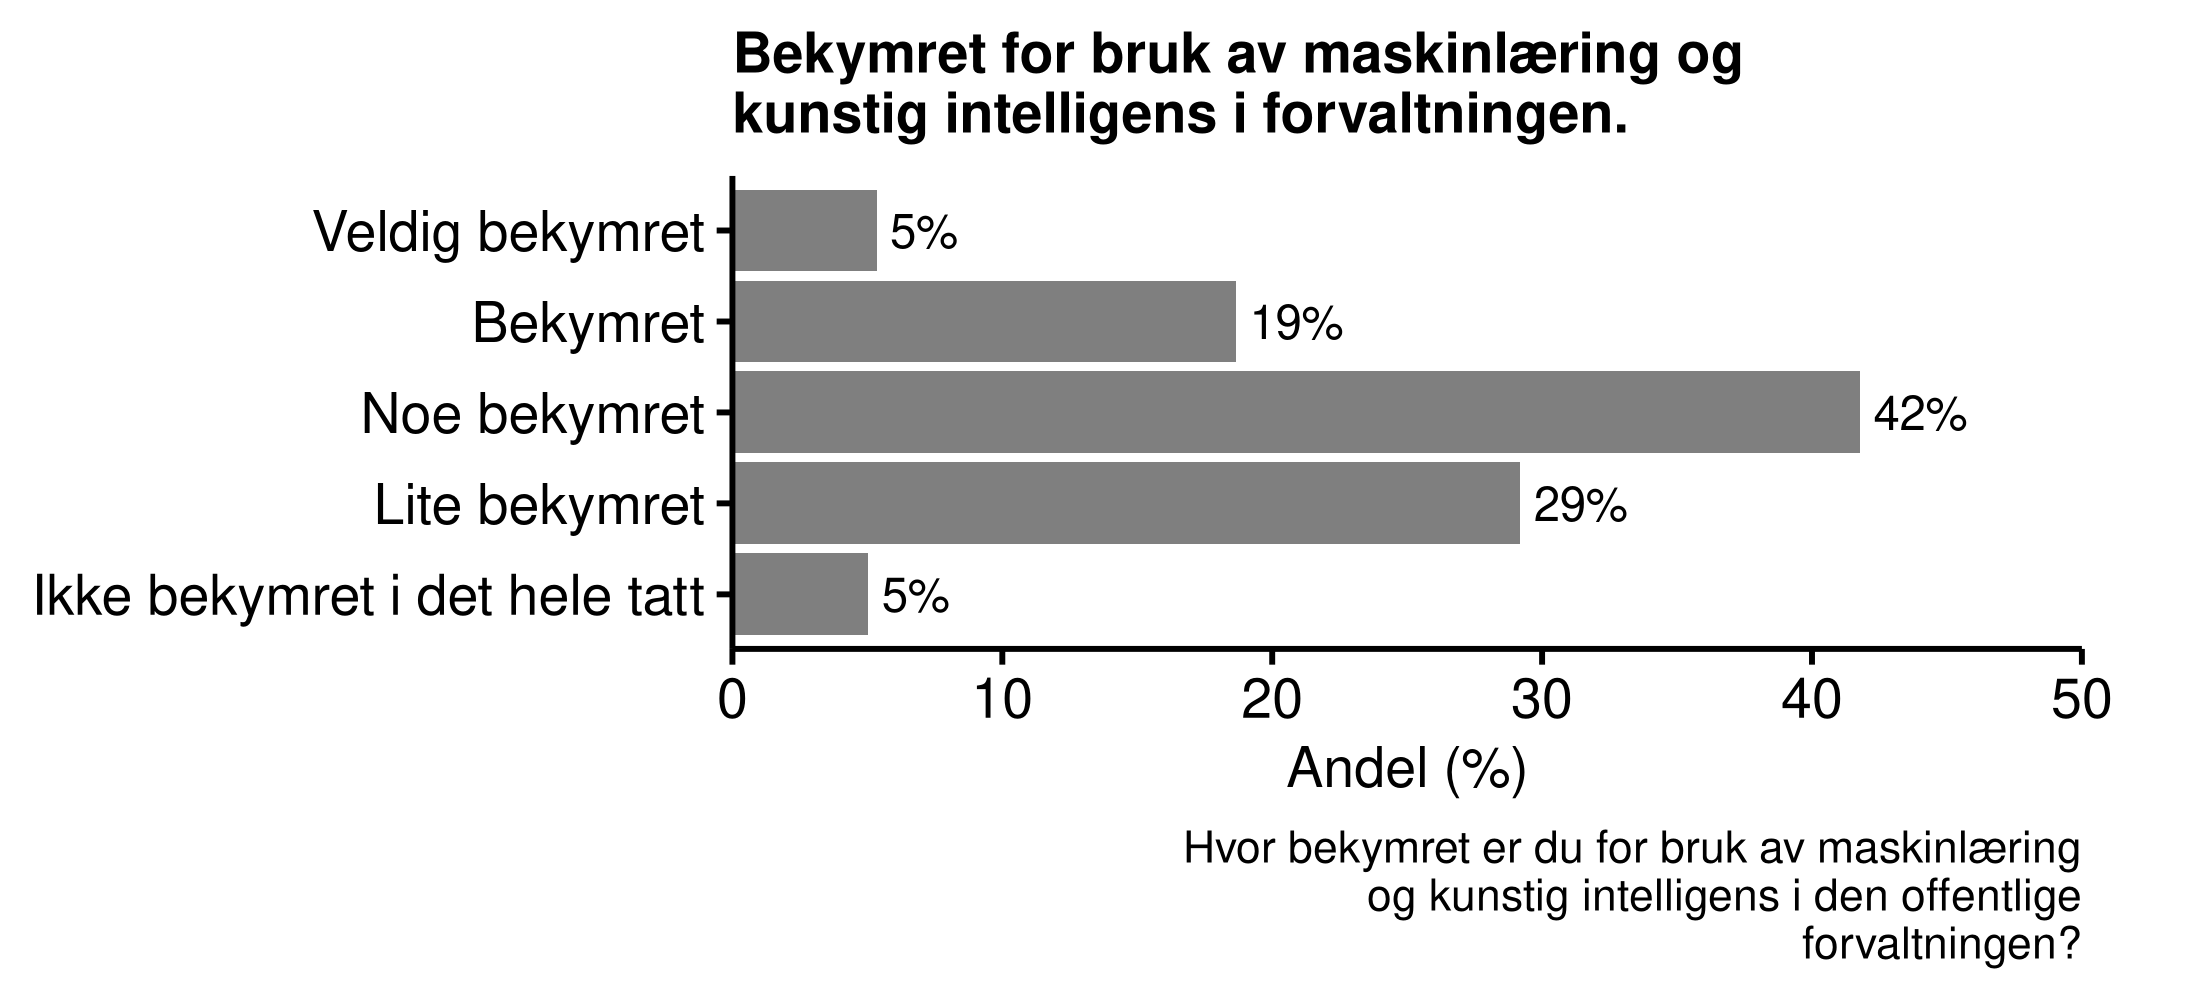 Bekymret for bruk av maskinlæring og
kunstig intelligens i forvaltningen.
Veldig bekymret 5%
Bekymret 19%
Noe bekymret 42%
Lite bekymret 29%
Ikke bekymret i det hele tatt 5%
0 10 20 30 40 50
Andel (%)
Hvor bekymret er du for bruk av maskinlæring
og kunstig intelligens i den offentlige
forvaltningen?